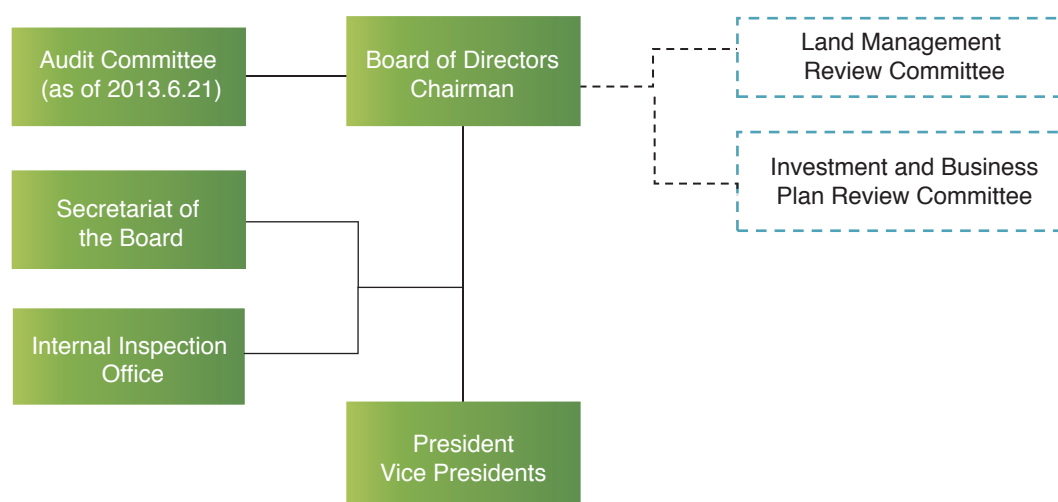 Audit Committee
(as of 2013.6.21)
Board of Directors
Chairman
Land Management
Review Committee
Investment and Business
Plan Review Committee
Secretariat of
the Board
Internal Inspection
Office
President
Vice Presidents